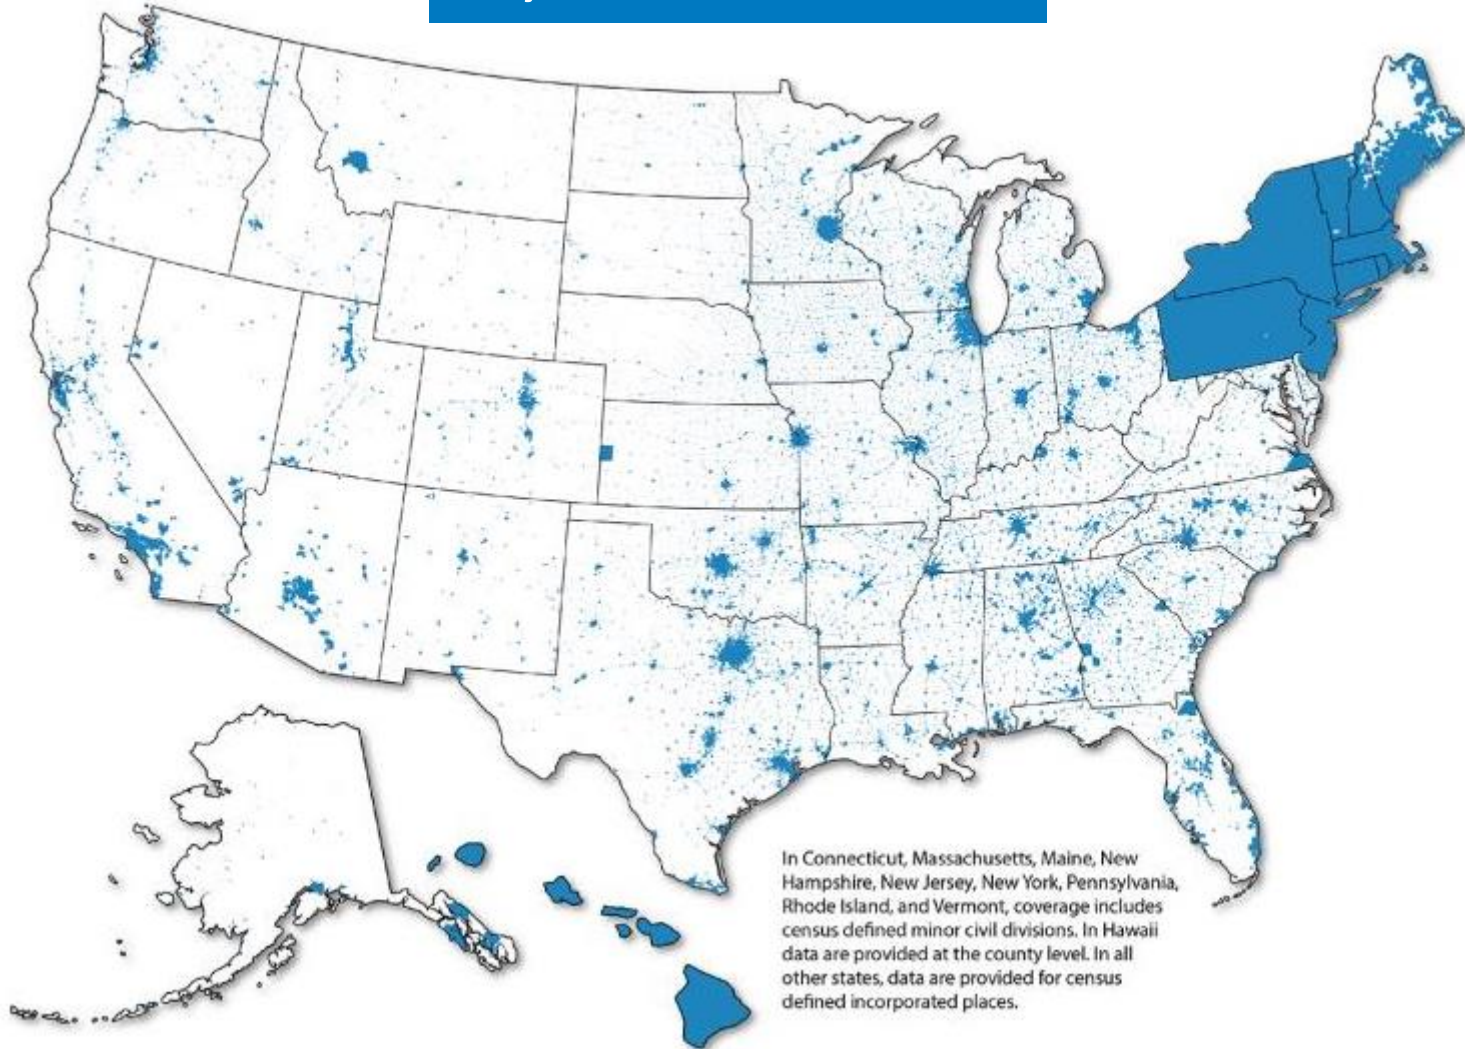 In Connecticut, Massachusetts, Maine, New
Hampshire, New Jersey, New York, Pennsylvania,
Rhode Island, and Vermont, coverage includes
census defined minor civil divisions. In Hawaii
data are provided at the county level. In all
other states, data are provided for census
defined incorporated places.